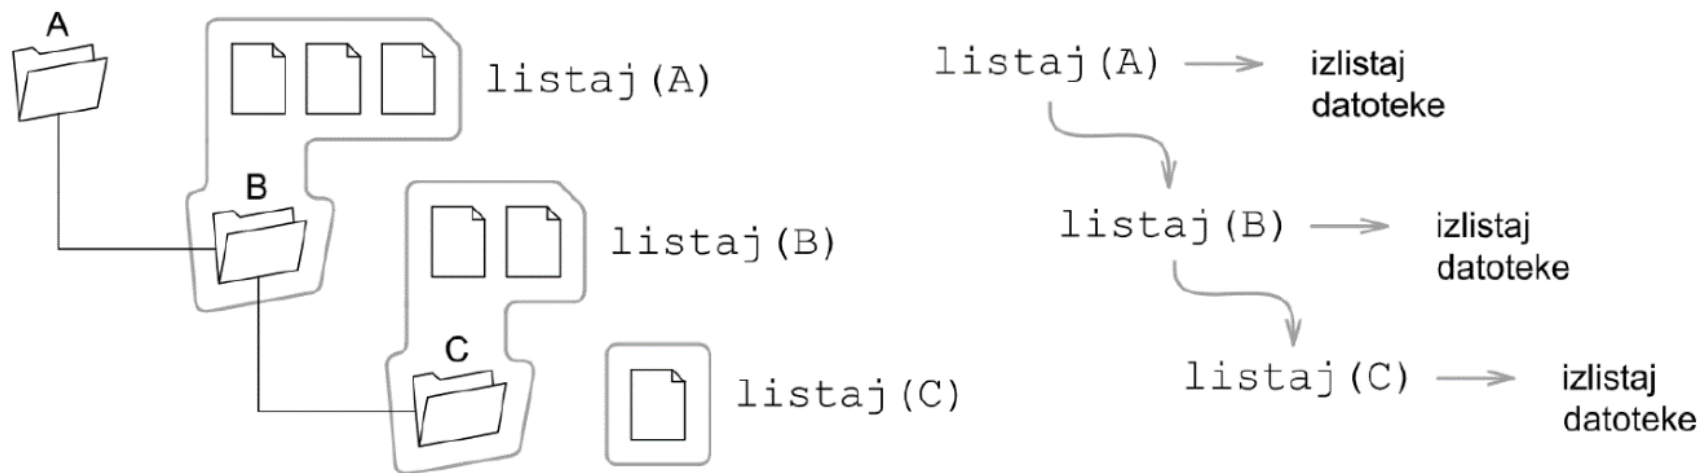 A
listaj(A)
B
listaj(B)
C
listaj(C)
listaj(A)
izlistaj
datoteke
listaj(B)
izlistaj
datoteke
listaj(C)
izlistaj
datoteke